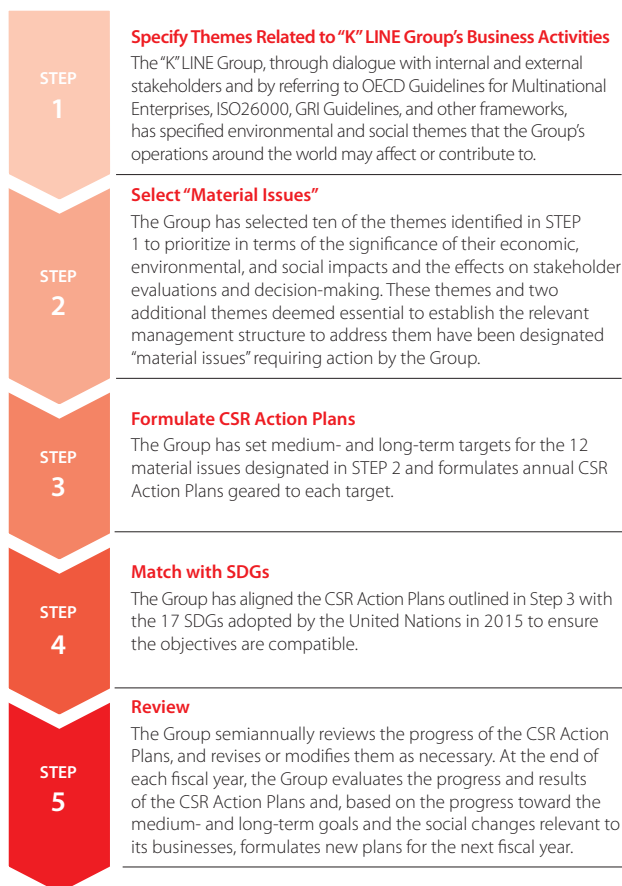 STEP
1
Specify Themes Related to “K” LINE Group’s Business Activities
The “K” LINE Group, through dialogue with internal and external
stakeholders and by referring to OECD Guidelines for Multinational
Enterprises, ISO26000, GRI Guidelines, and other frameworks,
has specified environmental and social themes that the Group’s
operations around the world may affect or contribute to.
STEP
2
Select “Material Issues”
The Group has selected ten of the themes identified in STEP
1 to prioritize in terms of the significance of their economic,
environmental, and social impacts and the effects on stakeholder
evaluations and decision-making. These themes and two
additional themes deemed essential to establish the relevant
management structure to address them have been designated
“material issues” requiring action by the Group.
STEP
3
Formulate CSR Action Plans
The Group has set medium- and long-term targets for the 12
material issues designated in STEP 2 and formulates annual CSR
Action Plans geared to each target.
STEP
4
Match with SDGs
The Group has aligned the CSR Action Plans outlined in Step 3 with
the 17 SDGs adopted by the United Nations in 2015 to ensure
the objectives are compatible.
STEP
5
Review
The Group semiannually reviews the progress of the CSR Action
Plans, and revises or modifies them as necessary. At the end of
each fiscal year, the Group evaluates the progress and results
of the CSR Action Plans and, based on the progress toward the
medium- and long-term goals and the social changes relevant to
its businesses, formulates new plans for the next fiscal year.